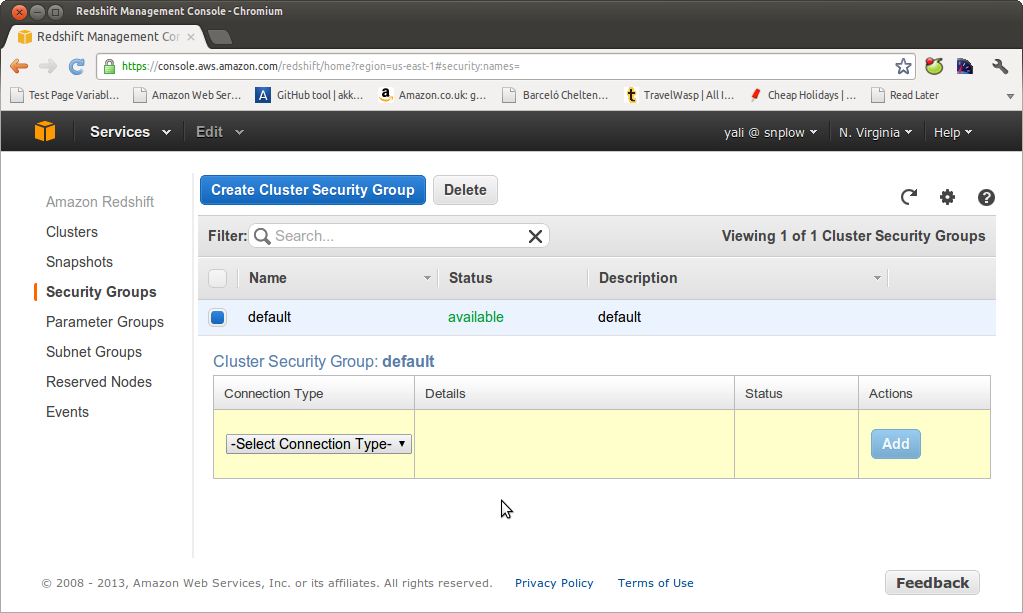 Redshift Management Console - Chromium
Redshift Management Con
https://console.aws.amazon.com/redshift/home?region=us-east-1#security:names=
Test Page Variabl... Amazon Web Ser... GitHub tool | akk... Amazon.co.uk: g... Barceló Chelten... TravelWasp | All I... Cheap Holidays | ... Read Later
Services Edit yali @ snplow N. Virginia Help
Amazon Redshift
Clusters
Snapshots
Security Groups
Parameter Groups
Subnet Groups
Reserved Nodes
Events
Create Cluster Security Group Delete
Filter: Search... Viewing 1 of 1 Cluster Security Groups
Name Status Description
default available default
Cluster Security Group: default
Connection Type Details Status Actions
-Select Connection Type- Add
© 2008 - 2013, Amazon Web Services, Inc. or its affiliates. All rights reserved. Privacy Policy Terms of Use Feedback